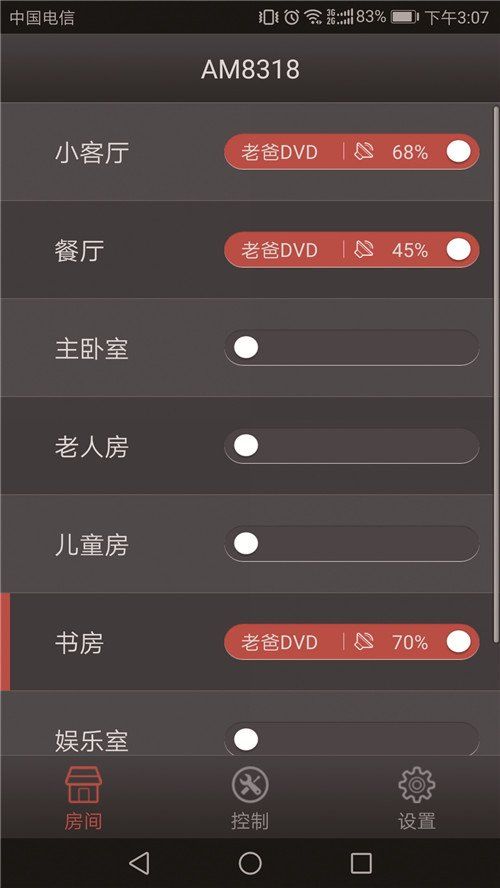 中国电信 3G 2G 83% 下午3:07
AM8318
小客厅 老爸DVD 68%
餐厅 老爸DVD 45%
主卧室
老人房
儿童房
书房 老爸DVD 70%
娱乐室
房间 控制 设置